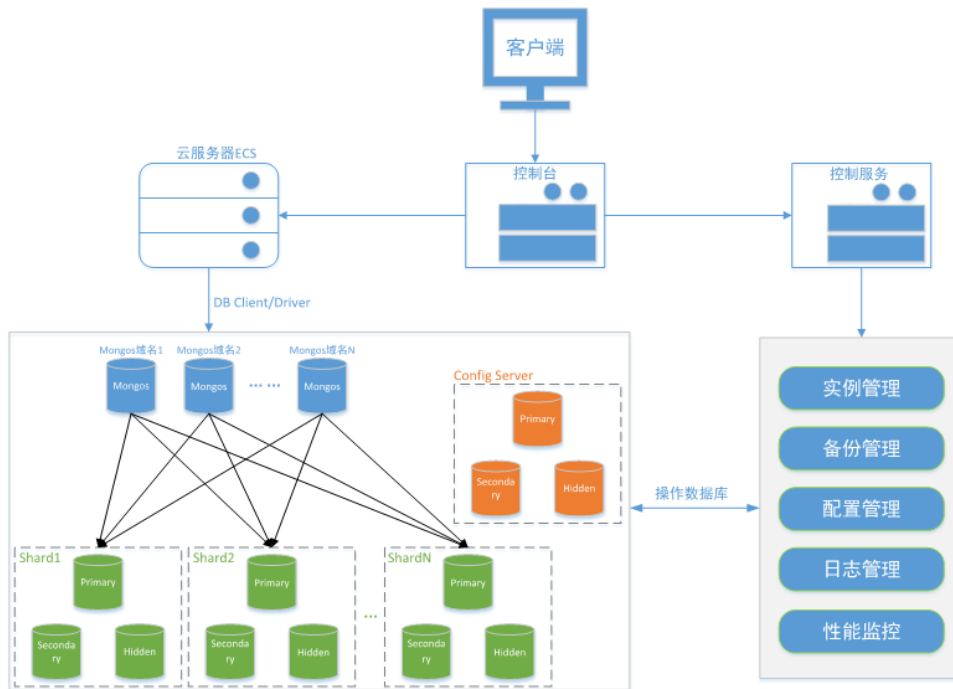 客户端
云服务器ECS
控制台
控制服务
DB Client/Driver
Mongos域名1
Mongos域名2
Mongos域名N
Mongos
Mongos
... ...
Mongos
Config Server
Primary
Seconda
ry
Hidden
操作数据库
实例管理
备份管理
配置管理
日志管理
性能监控
Shard1
Primary
Seconda
ry
Hidden
Shard2
Primary
Seconda
ry
Hidden
...
ShardN
Primary
Seconda
ry
Hidden